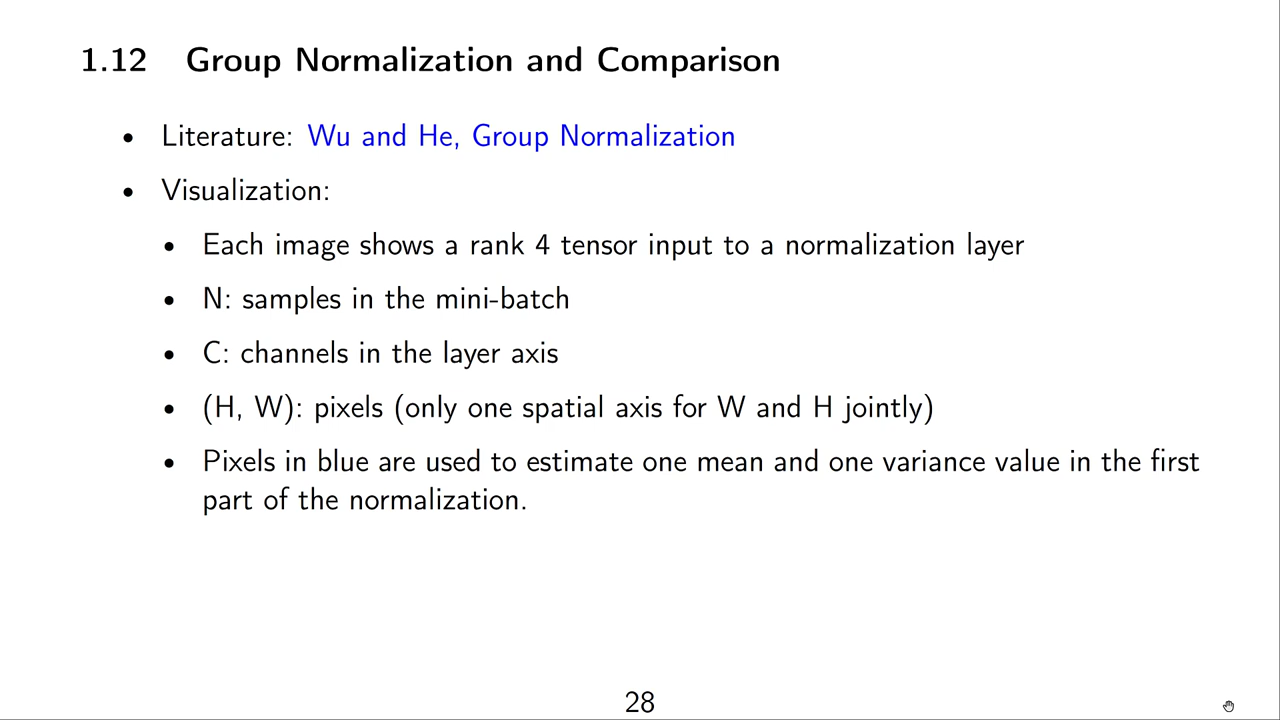 1.12 Group Normalization and Comparison
• Literature: Wu and He, Group Normalization
• Visualization:
• Each image shows a rank 4 tensor input to a normalization layer
• N: samples in the mini-batch
• C: channels in the layer axis
• (H, W): pixels (only one spatial axis for W and H jointly)
• Pixels in blue are used to estimate one mean and one variance value in the first
part of the normalization.
28